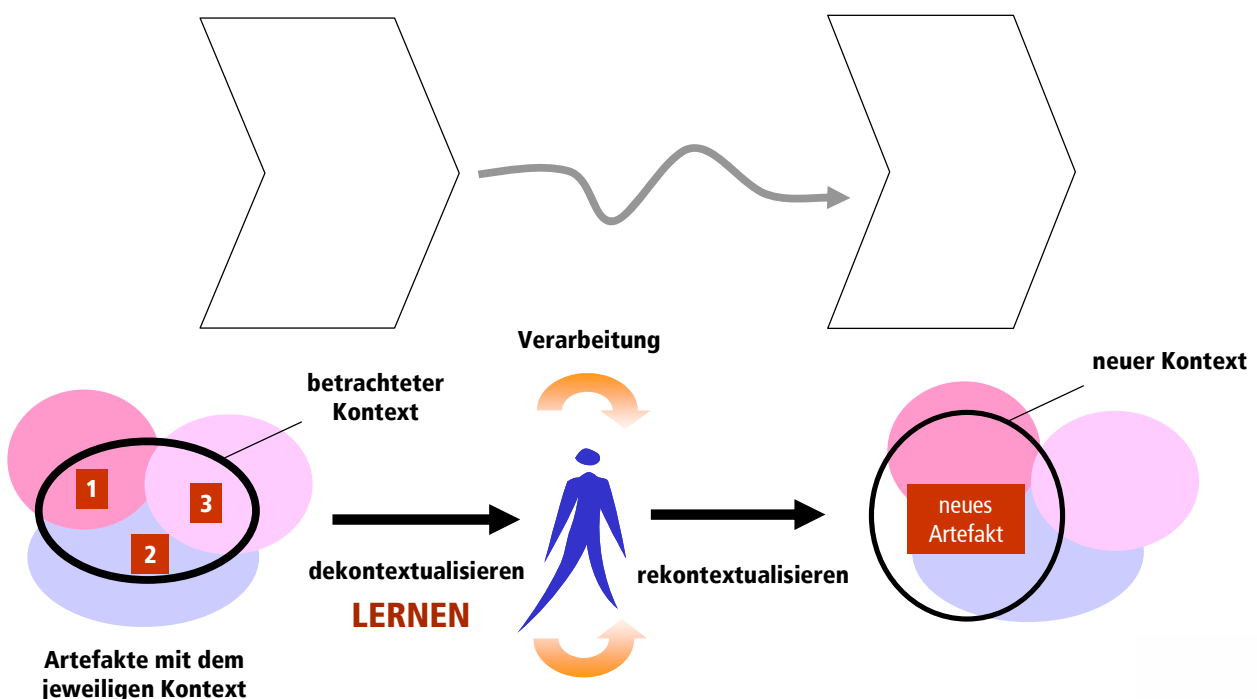 Verarbeitung
betrachteter
Kontext
neuer Kontext
1
3
2
neues
Artefakt
dekontextualisieren
LERNEN
rekontextualisieren
Artefakte mit dem
jeweiligen Kontext